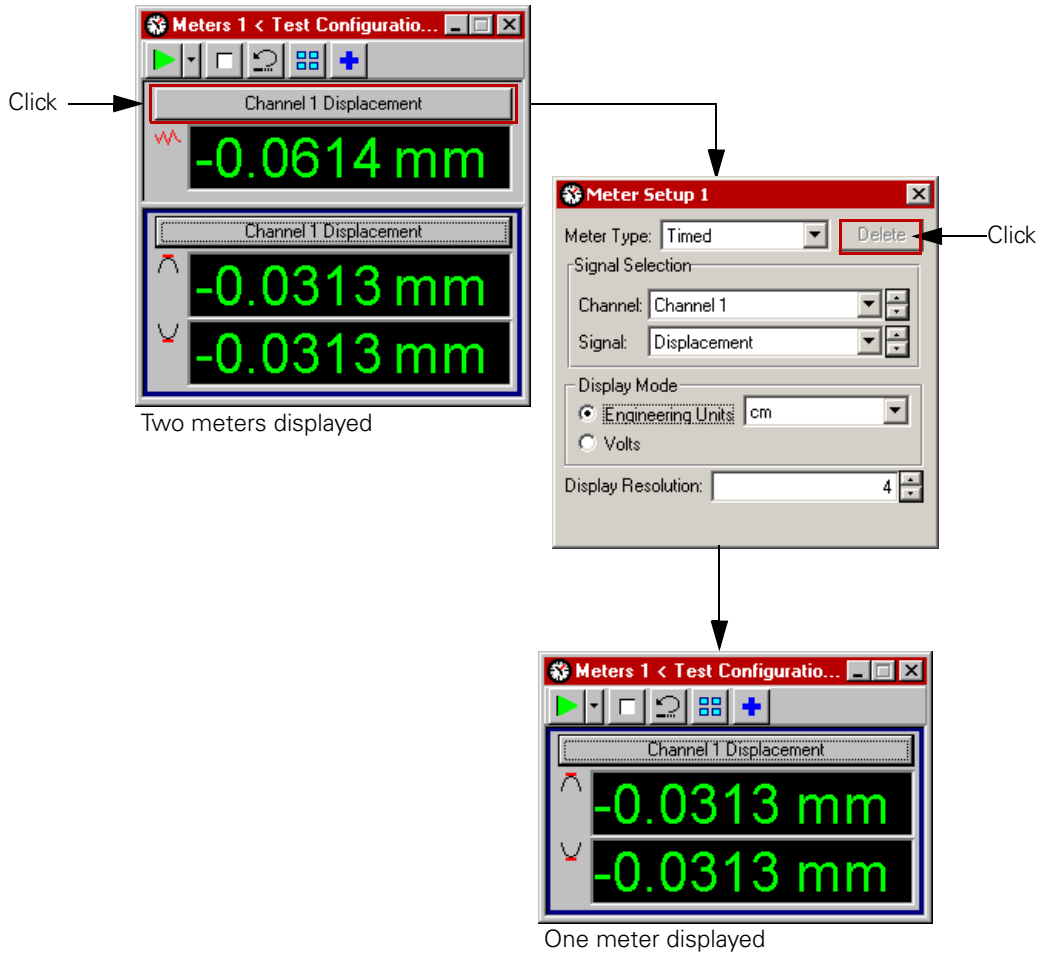 Meters 1 < Test Configuratio...
Click
Channel 1 Displacement
-0.0614 mm
Channel 1 Displacement
-0.0313 mm
-0.0313 mm
Two meters displayed
Meter Setup 1
Meter Type: Timed Delete
Click
Signal Selection
Channel: Channel 1
Signal: Displacement
Display Mode
Engineering Units cm
Volts
Display Resolution: 4
Meters 1 < Test Configuratio...
Channel 1 Displacement
-0.0313 mm
-0.0313 mm
One meter displayed